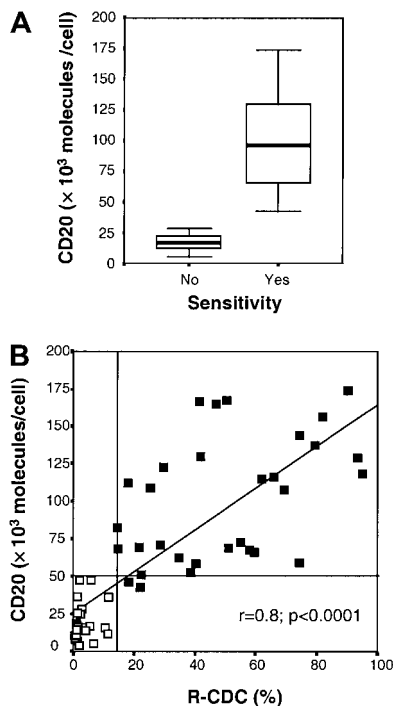 A
CD20 (× 10³ molecules /cell)
200
175
150
125
100
75
50
25
0
No Yes
Sensitivity
B
CD20 (× 10³ molecules/cell)
200
175
150
125
100
75
50
25
0
r=0.8; p<0.0001
0 20 40 60 80 100
R-CDC (%)